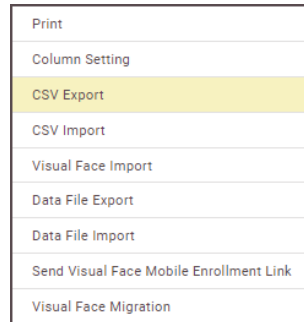 Print
Column Setting
CSV Export
CSV Import
Visual Face Import
Data File Export
Data File Import
Send Visual Face Mobile Enrollment Link
Visual Face Migration